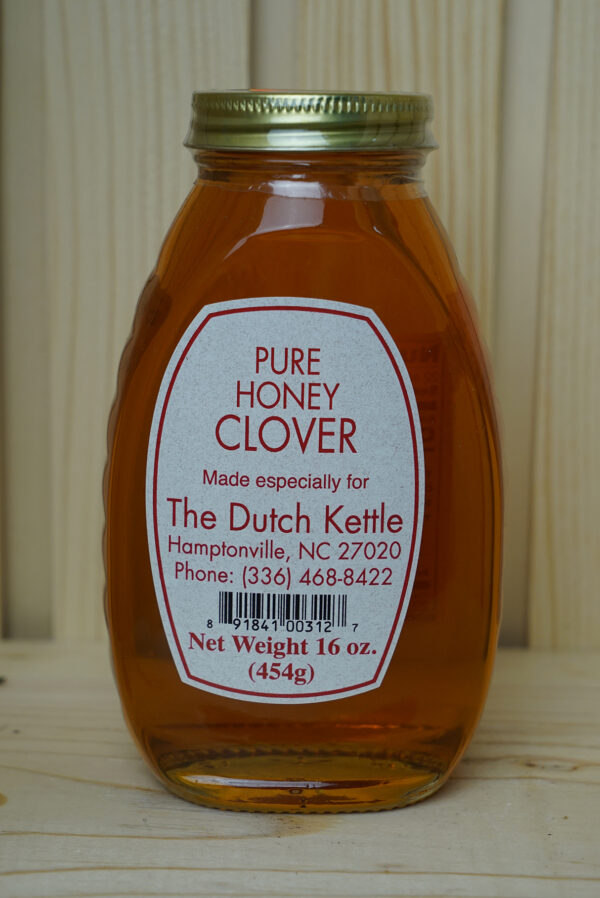 PURE
HONEY
CLOVER
Made especially for
The Dutch Kettle
Hamptonville, NC 27020
Phone: (336) 468-8422
8 91841 00312 7
Net Weight 16 oz.
(454g)